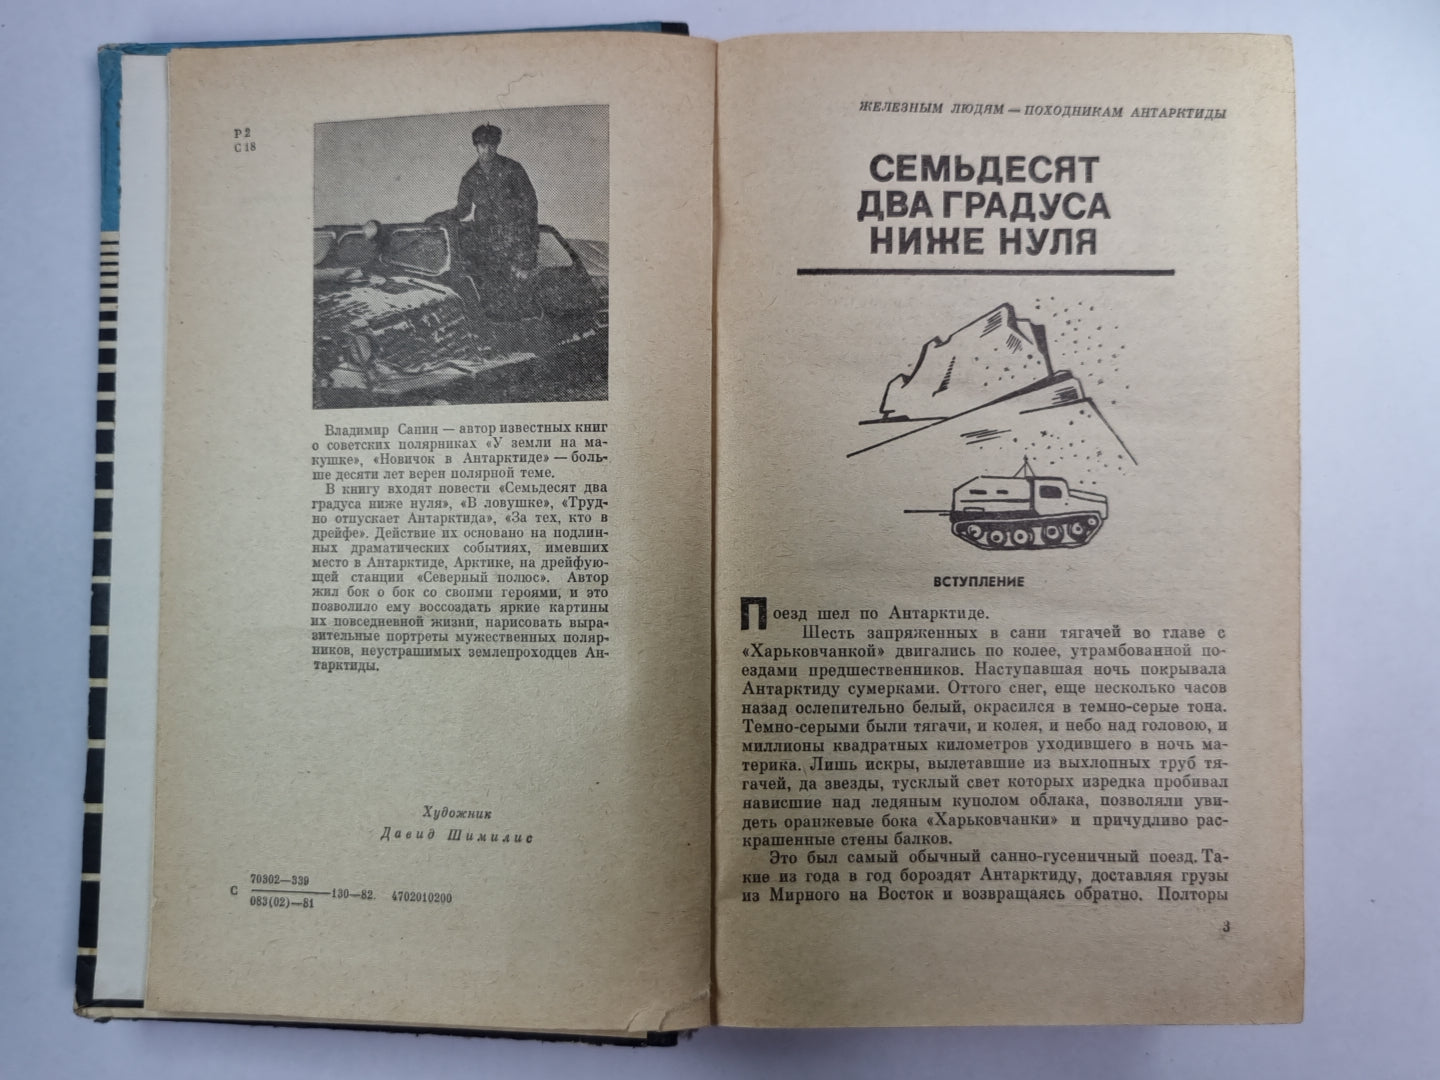 Р 2
С 18
Владимир Санин — автор известных книг
о советских полярниках «У земли на ма-
кушке», «Новичок в Антарктиде» — боль-
ше десяти лет верен полярной теме.
В книгу входят повести «Семьдесят два
градуса ниже нуля», «В ловушке», «Труд-
но отпускает Антарктида», «За тех, кто в
дрейфе». Действие их основано на подлин-
ных драматических событиях, имевших
место в Антарктиде, Арктике, на дрейфую-
щей станции «Северный полюс». Автор
жил бок о бок со своими героями, и это
позволило ему воссоздать яркие картины
их повседневной жизни, нарисовать выра-
зительные портреты мужественных поляр-
ников, неустрашимых землепроходцев Ан-
тарктиды.
Художник
Давид Шимилис
С 70302—339
083(02)—81 —130—82. 4702010200
ЖЕЛЕЗНЫМ ЛЮДЯМ — ПОХОДНИКАМ АНТАРКТИДЫ
СЕМЬДЕСЯТ
ДВА ГРАДУСА
НИЖЕ НУЛЯ
ВСТУПЛЕНИЕ
Поезд шел по Антарктиде.
Шесть запряженных в сани тягачей во главе с
«Харьковчанкой» двигались по колее, утрамбованной по-
ездами предшественников. Наступавшая ночь покрывала
Антарктиду сумерками. Оттого снег, еще несколько часов
назад ослепительно белый, окрасился в темно-серые тона.
Темно-серыми были тягачи, и колея, и небо над головою, и
миллионы квадратных километров уходившего в ночь ма-
терика. Лишь искры, вылетавшие из выхлопных труб тя-
гачей, да звезды, тусклый свет которых изредка пробивал
нависшие над ледяным куполом облака, позволяли уви-
деть оранжевые бока «Харьковчанки» и причудливо рас-
крашенные стены балков.
Это был самый обычный санно-гусеничный поезд. Та-
кие из года в год бороздят Антарктиду, доставляя грузы
из Мирного на Восток и возвращаясь обратно. Полторы
3